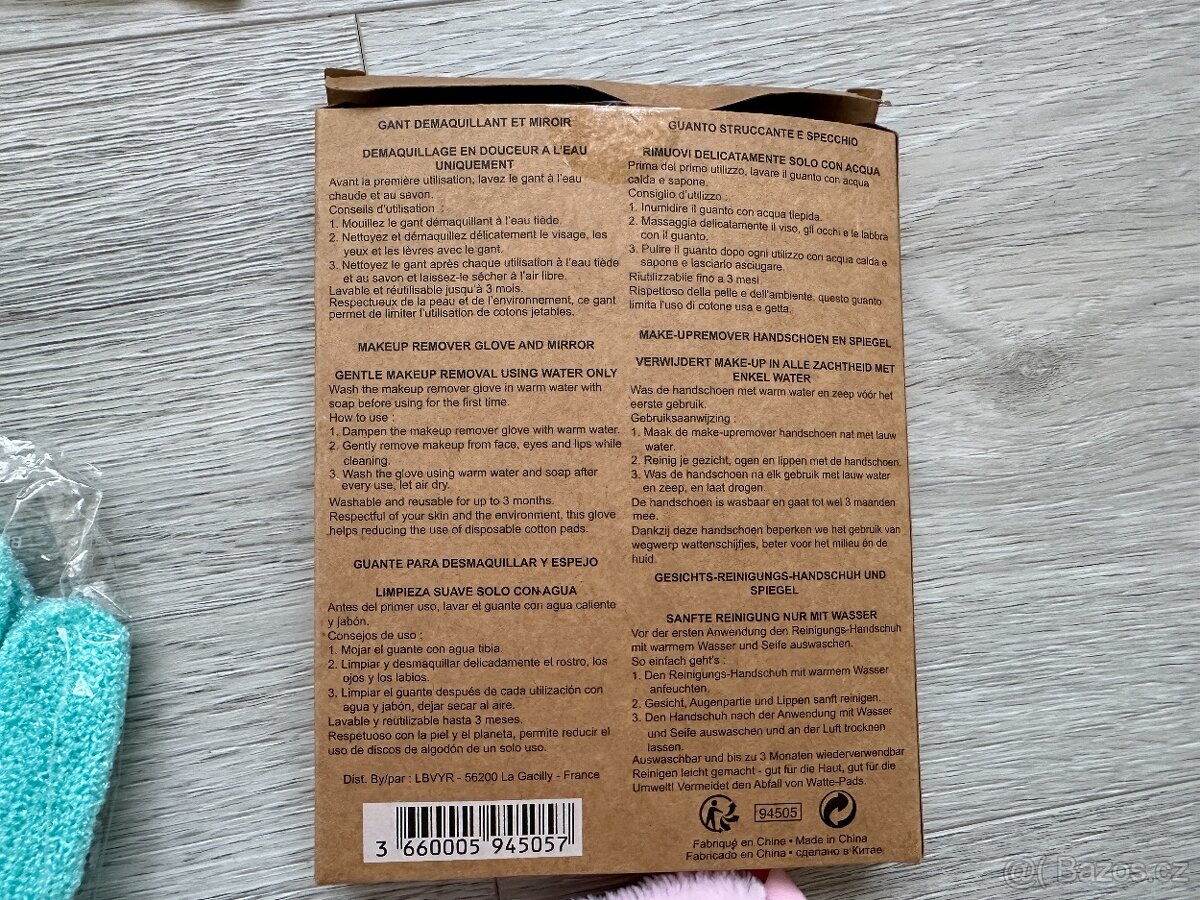 GANT DEMAQUILLANT ET MIROIR
DEMAQUILLAGE EN DOUCEUR A L'EAU
UNIQUEMENT
Avant la première utilisation, lavez le gant à l'eau
chaude et au savon.
Conseils d'utilisation :
1. Mouillez le gant démaquillant à l'eau tiède.
2. Nettoyez et démaquillez délicatement le visage, les
yeux et les lèvres avec le gant.
3. Nettoyez le gant après chaque utilisation à l'eau tiède
et au savon et laissez-le sécher à l'air libre.
Lavable et réutilisable jusqu'à 3 mois.
Respectueux de la peau et de l'environnement, ce gant
permet de limiter l'utilisation de cotons jetables.
MAKEUP REMOVER GLOVE AND MIRROR
GENTLE MAKEUP REMOVAL USING WATER ONLY
Wash the makeup remover glove in warm water with
soap before using for the first time.
How to use :
1. Dampen the makeup remover glove with warm water.
2. Gently remove makeup from face, eyes and lips while
cleaning.
3. Wash the glove using warm water and soap after
every use, let air dry.
Washable and reusable for up to 3 months.
Respectful of your skin and the environment, this glove
helps reducing the use of disposable cotton pads.
GUANTE PARA DESMAQUILLAR Y ESPEJO
LIMPIEZA SUAVE SOLO CON AGUA
Antes del primer uso, lavar el guante con agua caliente
y jabón.
Consejos de uso :
1. Mojar el guante con agua tibia.
2. Limpiar y desmaquillar delicadamente el rostro, los
ojos y los labios.
3. Limpiar el guante después de cada utilización con
agua y jabón, dejar secar al aire.
Lavable y reutilizable hasta 3 meses.
Respetuoso con la piel y el planeta, permite reducir el
uso de discos de algodón de un solo uso.
Dist. By/par : LBVYR - 56200 La Gacilly - France
3 660005 945057
GUANTO STRUCCANTE E SPECCHIO
RIMUOVI DELICATAMENTE SOLO CON ACQUA
Prima del primo utilizzo, lavare il guanto con acqua
calda e sapone.
Consiglio d'utilizzo :
1. Inumidire il guanto con acqua tiepida.
2. Massaggia delicatamente il viso, gli occhi e le labbra
con il guanto.
3. Pulire il guanto dopo ogni utilizzo con acqua calda e
sapone e lasciarlo asciugare.
Riutilizzabile fino a 3 mesi.
Rispettoso della pelle e dell'ambiente, questo guanto
limita l'uso di cotone usa e getta.
MAKE-UPREMOVER HANDSCHOEN EN SPIEGEL
VERWIJDERT MAKE-UP IN ALLE ZACHTHEID MET
ENKEL WATER
Was de handschoen met warm water en zeep vóór het
eerste gebruik.
Gebruiksaanwijzing :
1. Maak de make-upremover handschoen nat met lauw
water.
2. Reinig je gezicht, ogen en lippen met de handschoen.
3. Was de handschoen na elk gebruik met lauw water
en zeep, en laat drogen.
De handschoen is wasbaar en gaat tot wel 3 maanden
mee.
Dankzij deze handschoen beperken we het gebruik van
wegwerp wattenschijfjes, beter voor het milieu én de
huid.
GESICHTS-REINIGUNGS-HANDSCHUH UND
SPIEGEL
SANFTE REINIGUNG NUR MIT WASSER
Vor der ersten Anwendung den Reinigungs-Handschuh
mit warmem Wasser und Seife auswaschen.
So einfach geht's :
1. Den Reinigungs-Handschuh mit warmem Wasser
anfeuchten.
2. Gesicht, Augenpartie und Lippen sanft reinigen.
3. Den Handschuh nach der Anwendung mit Wasser
und Seife auswaschen und an der Luft trocknen
lassen.
Auswaschbar und bis zu 3 Monaten wiederverwendbar
Reinigen leicht gemacht - gut für die Haut, gut für die
Umwelt! Vermeidet den Abfall von Watte-Pads.
94505
Fabriqué en Chine • Made in China
Fabricado en China • сделано в Китае
Bazos.cz